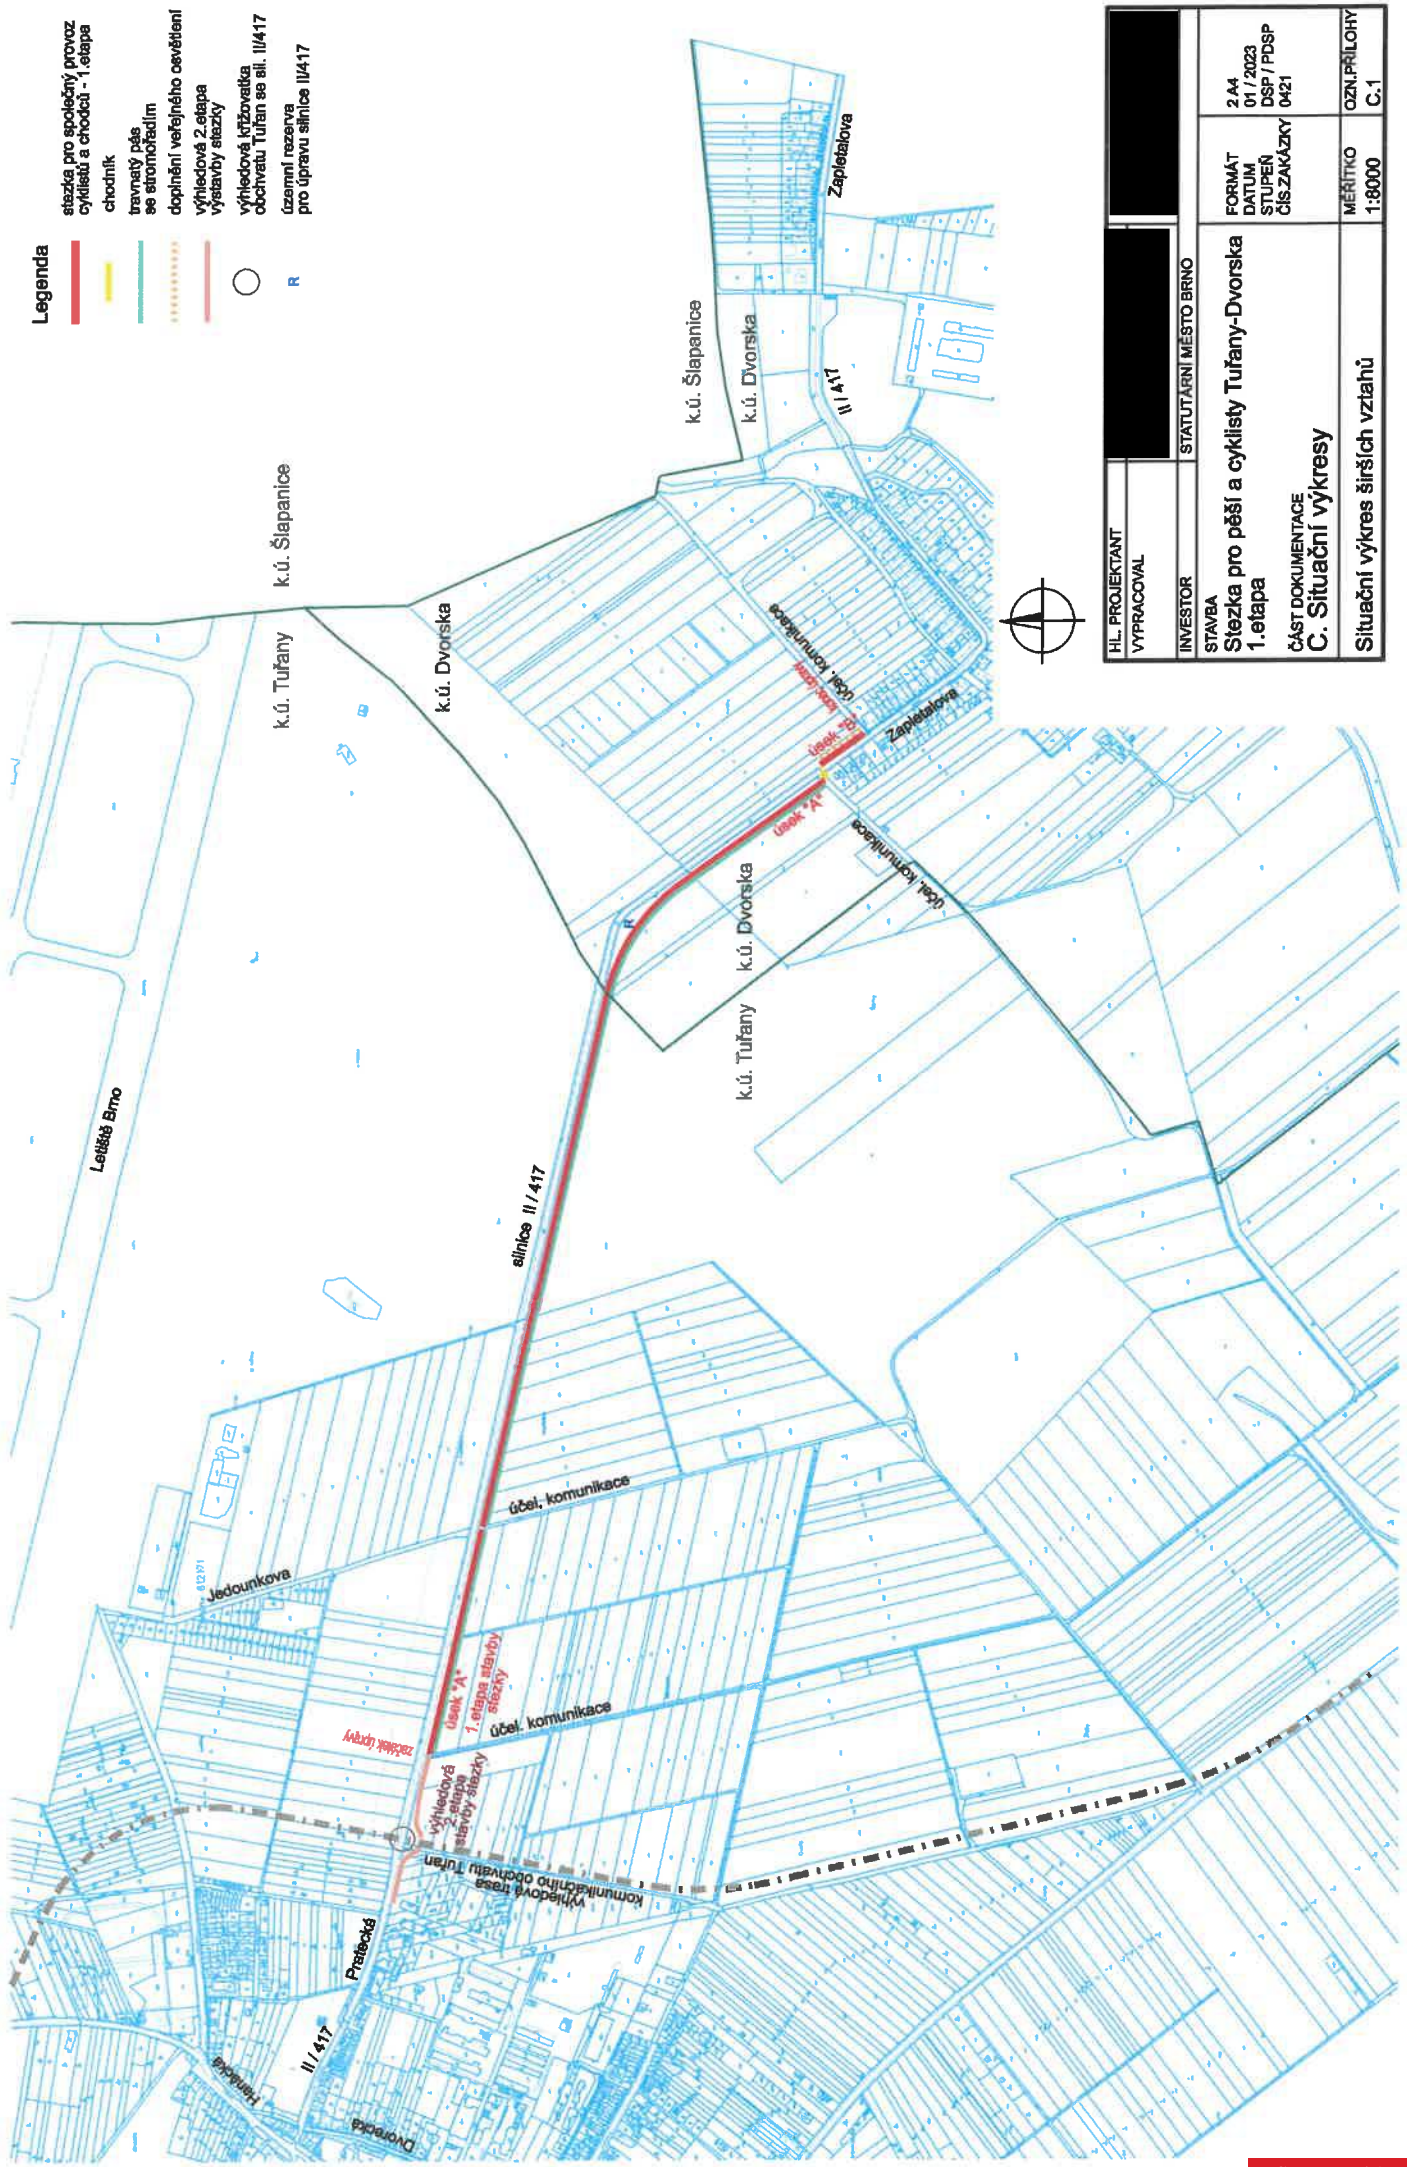 Legenda
stezka pro společný provoz
cyklistů a chodců - 1.etapa
chodník
travnatý pás
se stromořadím
doplnění veřejného osvětlení
výhledová 2.etapa
výstavby stezky
výhledová křižovatka
obchvatu Tuřan se sil. II/417
R
územní rezerva
pro úpravu silnice II/417
Letiště Brno
k.ú. Tuřany
k.ú. Šlapanice
k.ú. Dvorska
k.ú. Šlapanice
k.ú. Dvorska
Zapletalova
II / 417
Hanácká
II / 417
Dvorecká
Pratecká
Jedounkova
612171
začátek úpravy
úsek "A"
1.etapa stavby
stezky
výhledová
2.etapa
stavby stezky
výhledová trasa
komunikačního obchvatu Tuřan
účel. komunikace
účel. komunikace
silnice II / 417
R
k.ú. Tuřany
k.ú. Dvorska
úsek "A"
konec úpravy
účel. komunikace
účel. komunikace
Zapletalova
HL. PROJEKTANT
VYPRACOVAL
INVESTOR
STATUTÁRNÍ MĚSTO BRNO
STAVBA
Stezka pro pěší a cyklisty Tuřany-Dvorska
1.etapa
ČÁST DOKUMENTACE
C. Situační výkresy
Situační výkres širších vztahů
FORMÁT 2 A4
DATUM 01 / 2023
STUPEŇ DSP / PDSP
ČÍS.ZAKÁZKY 0421
MĚŘÍTKO
1:8000
OZN.PŘÍLOHY
C.1